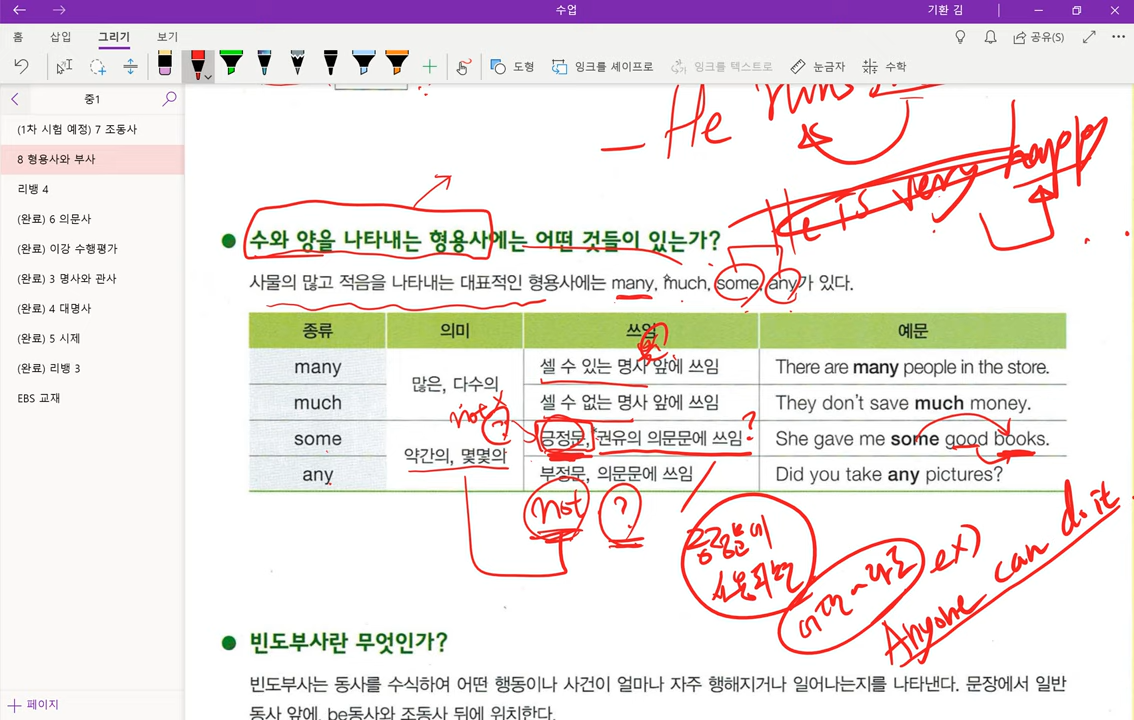 수업
기환 김
홈 삽입 그리기 보기
공유(S)
도형 잉크를 셰이프로 잉크를 텍스트로 눈금자 수학
중1
(1차 시험 예정) 7 조동사
8 형용사와 부사
리뱅 4
(완료) 6 의문사
(완료) 이강 수행평가
(완료) 3 명사와 관사
(완료) 4 대명사
(완료) 5 시제
(완료) 리뱅 3
EBS 교재
페이지
He runs
He is very happy
수와 양을 나타내는 형용사에는 어떤 것들이 있는가?
사물의 많고 적음을 나타내는 대표적인 형용사에는 many, much, some, any가 있다.
종류 의미 쓰임 예문
many 많은, 다수의 셀 수 있는 명사 앞에 쓰임 There are many people in the store.
much 셀 수 없는 명사 앞에 쓰임 They don't save much money.
not X
?
some 약간의, 몇몇의 긍정문, 권유의 의문문에 쓰임 ? She gave me some good books.
any 부정문, 의문문에 쓰임 Did you take any pictures?
not ?
긍정문에
사용되면
ex)
Anyone can do it
빈도부사란 무엇인가?
빈도부사는 동사를 수식하여 어떤 행동이나 사건이 얼마나 자주 행해지거나 일어나는지를 나타낸다. 문장에서 일반
동사 앞에, be동사와 조동사 뒤에 위치한다.